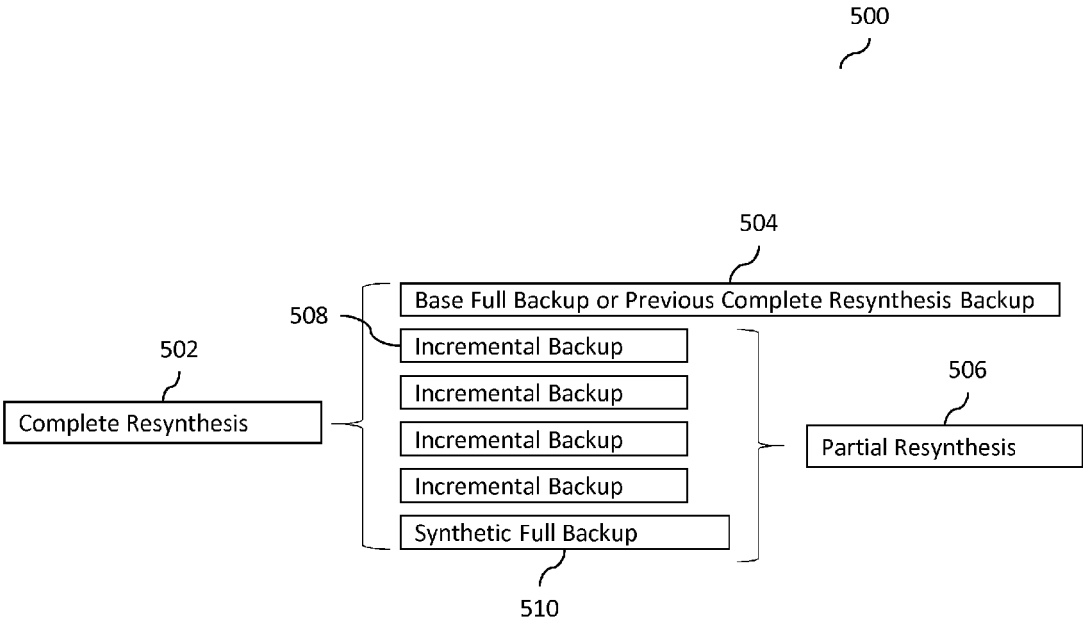 500
504
Base Full Backup or Previous Complete Resynthesis Backup
508
Incremental Backup
502
506
Incremental Backup
Complete Resynthesis
Incremental Backup
Partial Resynthesis
Incremental Backup
Synthetic Full Backup
510